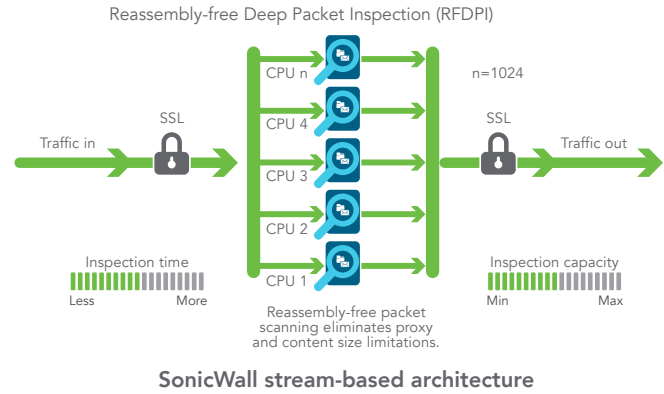 Reassembly-free Deep Packet Inspection (RFDPI)
CPU n
n=1024
SSL
CPU 4
SSL
Traffic in
Traffic out
CPU 3
CPU 2
Inspection time
Less
More
CPU 1
Inspection capacity
Min
Max
Reassembly-free packet
scanning eliminates proxy
and content size limitations.
SonicWall stream-based architecture